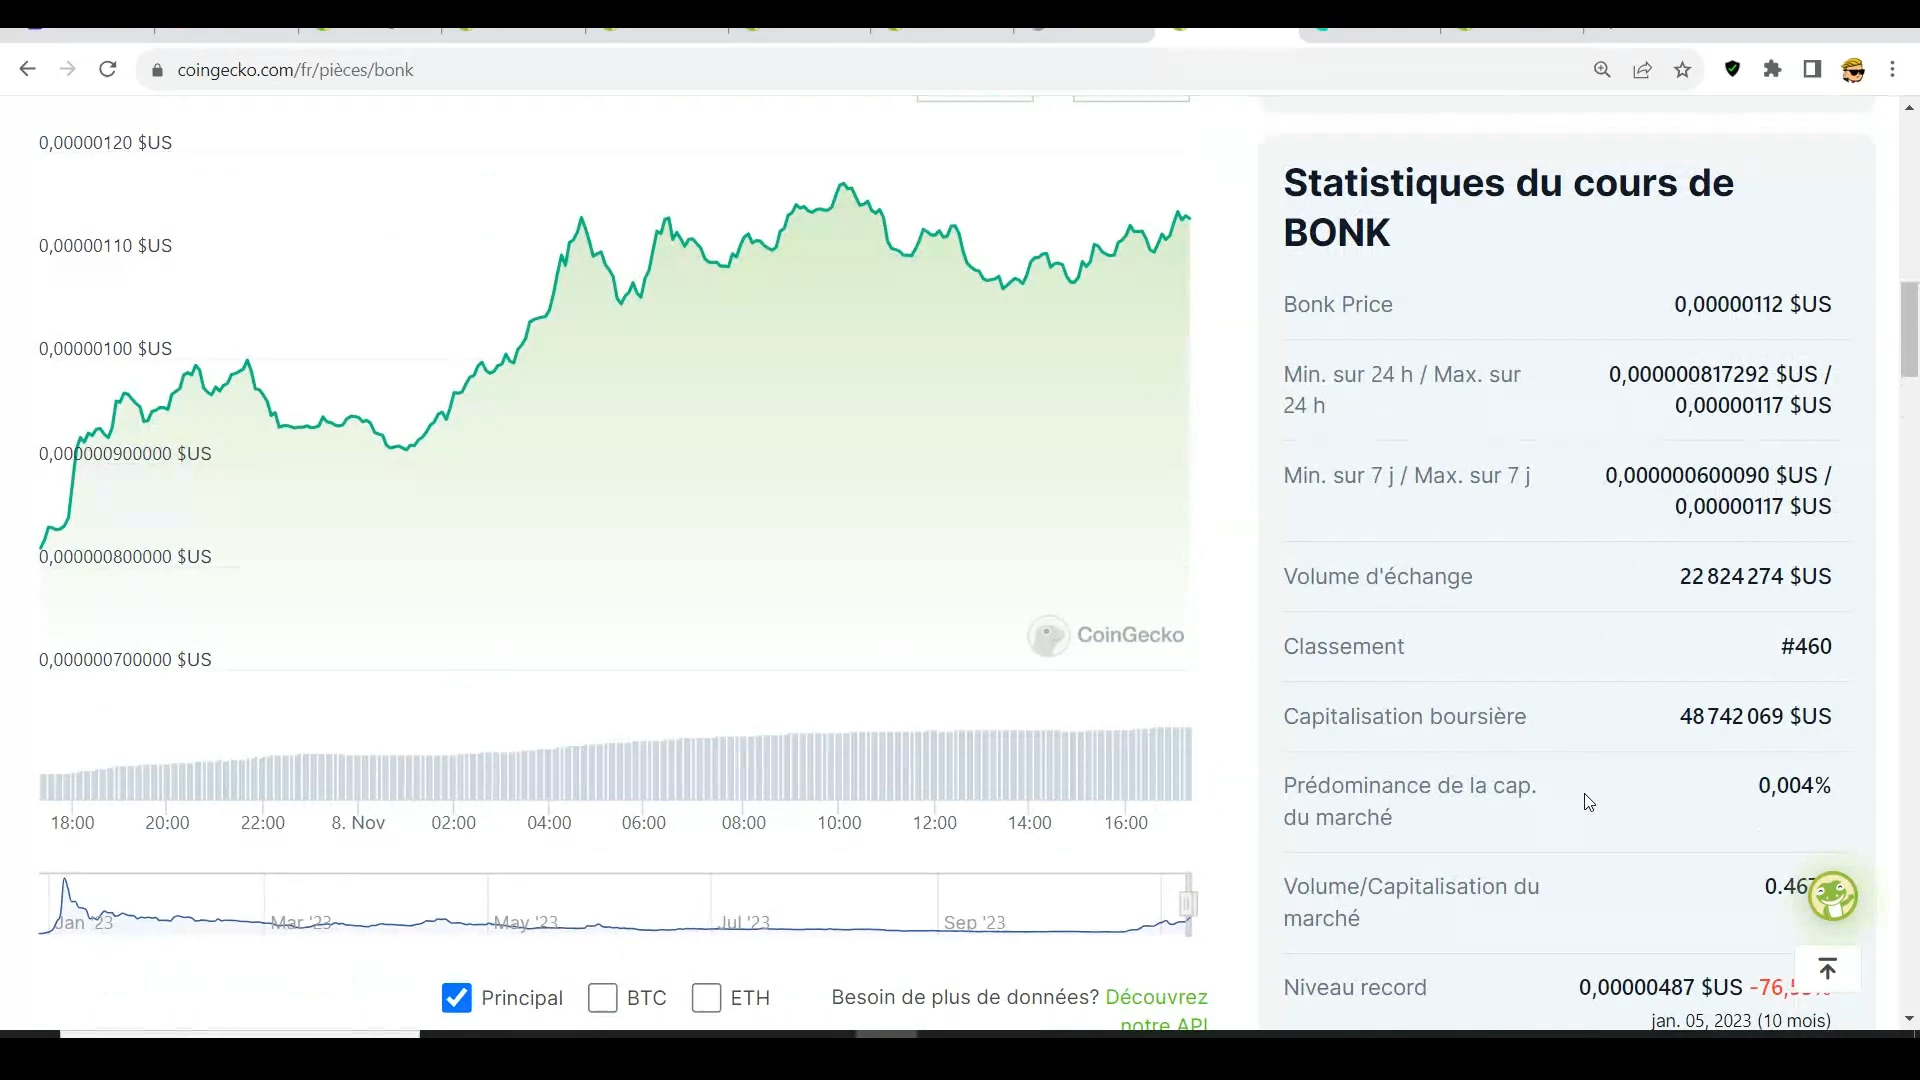 coingecko.com/fr/pièces/bonk
0,00000120 $US
0,00000110 $US
0,00000100 $US
0,000000900000 $US
0,000000800000 $US
0,000000700000 $US
CoinGecko
18:00 20:00 22:00 8. Nov 02:00 04:00 06:00 08:00 10:00 12:00 14:00 16:00
Jan '23 Mar '23 May '23 Jul '23 Sep '23
Principal BTC ETH Besoin de plus de données? Découvrez
notre API
Statistiques du cours de
BONK
Bonk Price 0,00000112 $US
Min. sur 24 h / Max. sur 0,000000817292 $US /
24 h 0,00000117 $US
Min. sur 7 j / Max. sur 7 j 0,000000600090 $US /
0,00000117 $US
Volume d'échange 22 824 274 $US
Classement #460
Capitalisation boursière 48 742 069 $US
Prédominance de la cap. 0,004%
du marché
Volume/Capitalisation du
marché
Niveau record 0,00000487 $US
jan. 05, 2023 (10 mois)